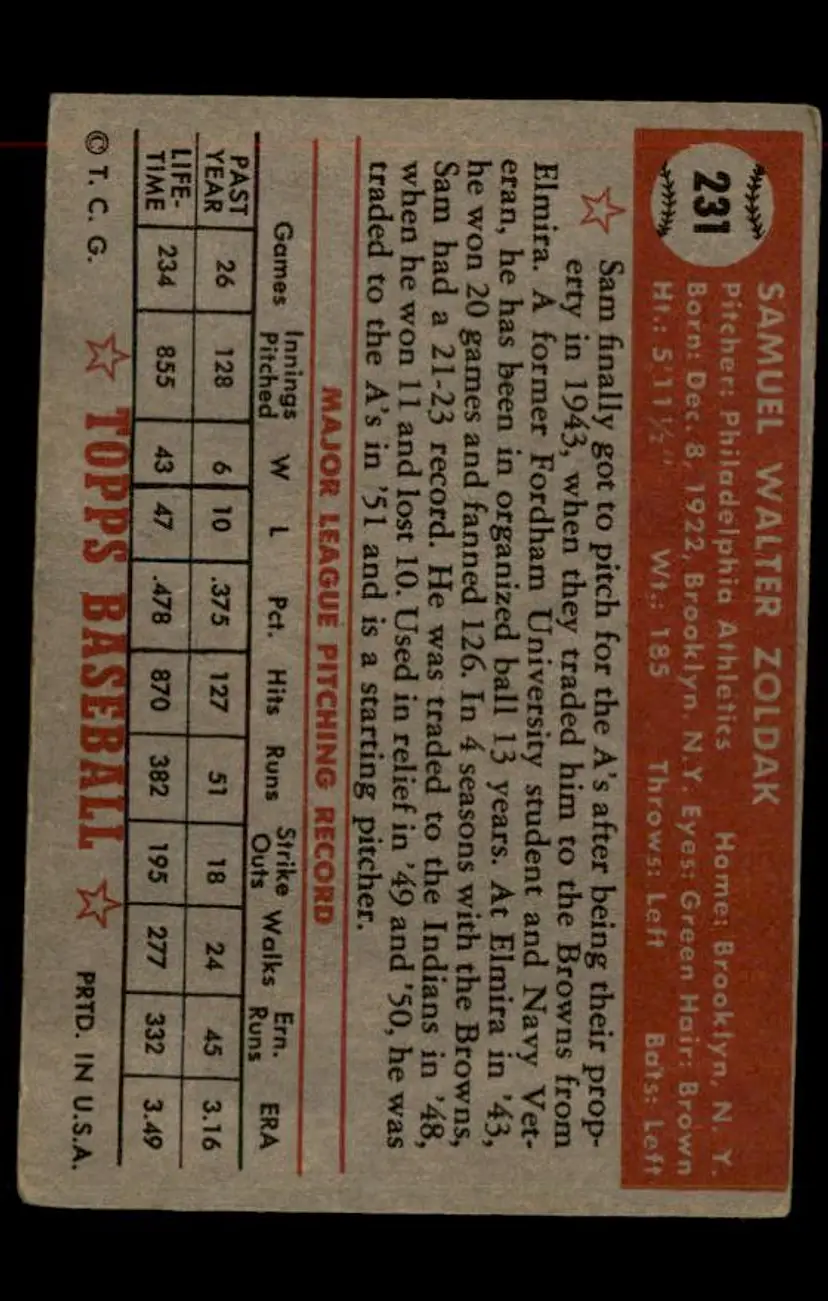 231
SAMUEL WALTER ZOLDAK
Pitcher: Philadelphia Athletics Home: Brooklyn, N. Y.
Born: Dec. 8, 1922, Brooklyn. N.Y. Eyes: Green Hair: Brown
Ht.: 5'11½" Wt.: 185 Throws: Left Bats: Left
Sam finally got to pitch for the A's after being their prop-
erty in 1943, when they traded him to the Browns from
Elmira. A former Fordham University student and Navy Vet-
eran, he has been in organized ball 13 years. At Elmira in '43,
he won 20 games and fanned 126. In 4 seasons with the Browns,
Sam had a 21-23 record. He was traded to the Indians in '48,
when he won 11 and lost 10. Used in relief in '49 and '50, he was
traded to the A's in '51 and is a starting pitcher.
MAJOR LEAGUE PITCHING RECORD
Games Innings Pitched W L Pct. Hits Runs Strike Outs Walks Ern. Runs ERA
PAST YEAR 26 128 6 10 .375 127 51 18 24 45 3.16
LIFE-TIME 234 855 43 47 .478 870 382 195 277 332 3.49
© T. C. G. TOPPS BASEBALL PRTD. IN U.S.A.